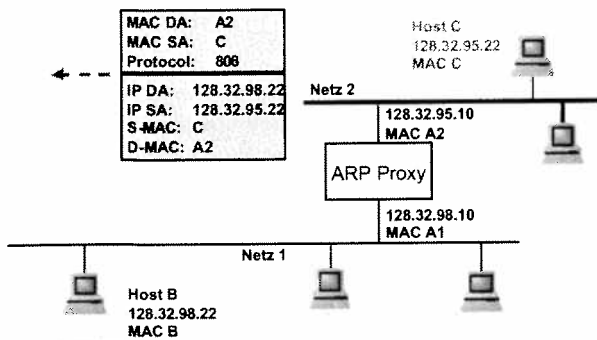 MAC DA: A2
MAC SA: C
Protocol: 806
IP DA: 128.32.98.22
IP SA: 128.32.95.22
S-MAC: C
D-MAC: A2
Host C
128.32.95.22
MAC C
Netz 2
128.32.95.10
MAC A2
ARP Proxy
128.32.98.10
MAC A1
Netz 1
Host B
128.32.98.22
MAC B